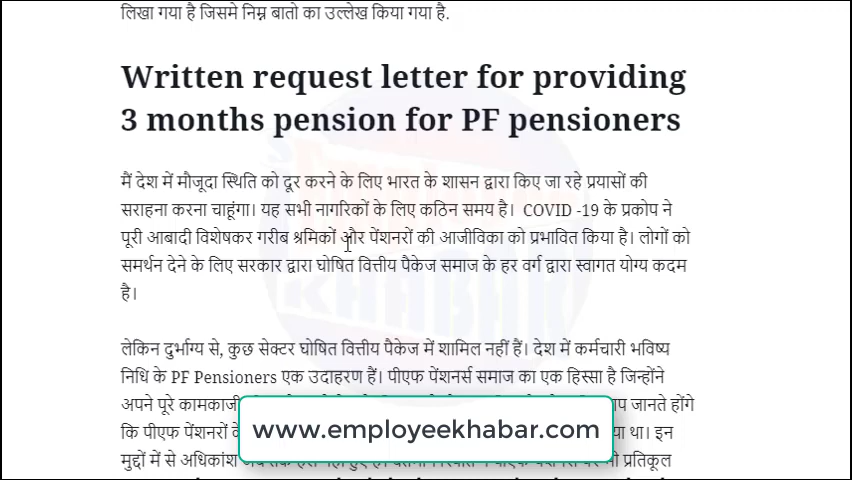 लिखा गया है जिसमे निम्न बातो का उल्लेख किया गया है.
Written request letter for providing
3 months pension for PF pensioners
मैं देश में मौजूदा स्थिति को दूर करने के लिए भारत के शासन द्वारा किए जा रहे प्रयासों की
सराहना करना चाहूंगा। यह सभी नागरिकों के लिए कठिन समय है। COVID -19 के प्रकोप ने
पूरी आबादी विशेषकर गरीब श्रमिकों और पेंशनरों की आजीविका को प्रभावित किया है। लोगों को
समर्थन देने के लिए सरकार द्वारा घोषित वित्तीय पैकेज समाज के हर वर्ग द्वारा स्वागत योग्य कदम
है।
लेकिन दुर्भाग्य से, कुछ सेक्टर घोषित वित्तीय पैकेज में शामिल नहीं हैं। देश में कर्मचारी भविष्य
निधि के PF Pensioners एक उदाहरण हैं। पीएफ पेंशनर्स समाज का एक हिस्सा है जिन्होंने
अपने पूरे कामकाजी जानते होंगे
कि पीएफ पेंशनरों था। इन
मुद्दों में से अधिकांश प्रतिकूल
www.employeekhabar.com
KHABAR